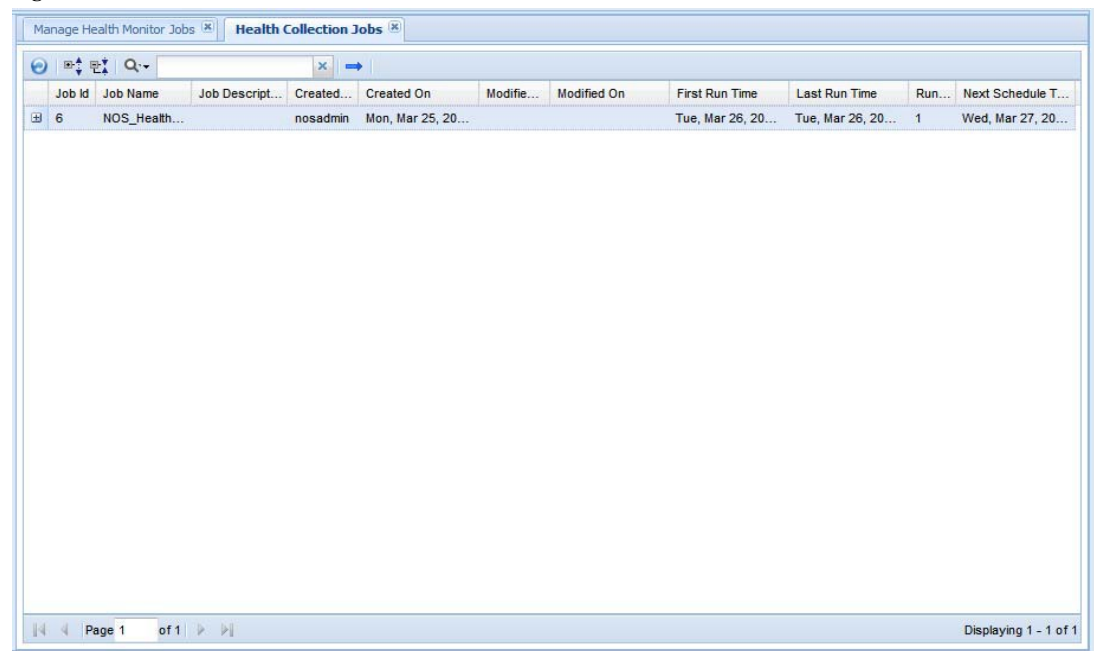 Manage Health Monitor Jobs Health Collection Jobs
Job Id Job Name Job Descript... Created... Created On Modifie... Modified On First Run Time Last Run Time Run... Next Schedule T...
6 NOS_Health... nosadmin Mon, Mar 25, 20... Tue, Mar 26, 20... Tue, Mar 26, 20... 1 Wed, Mar 27, 20...
Page 1 of 1 Displaying 1 - 1 of 1